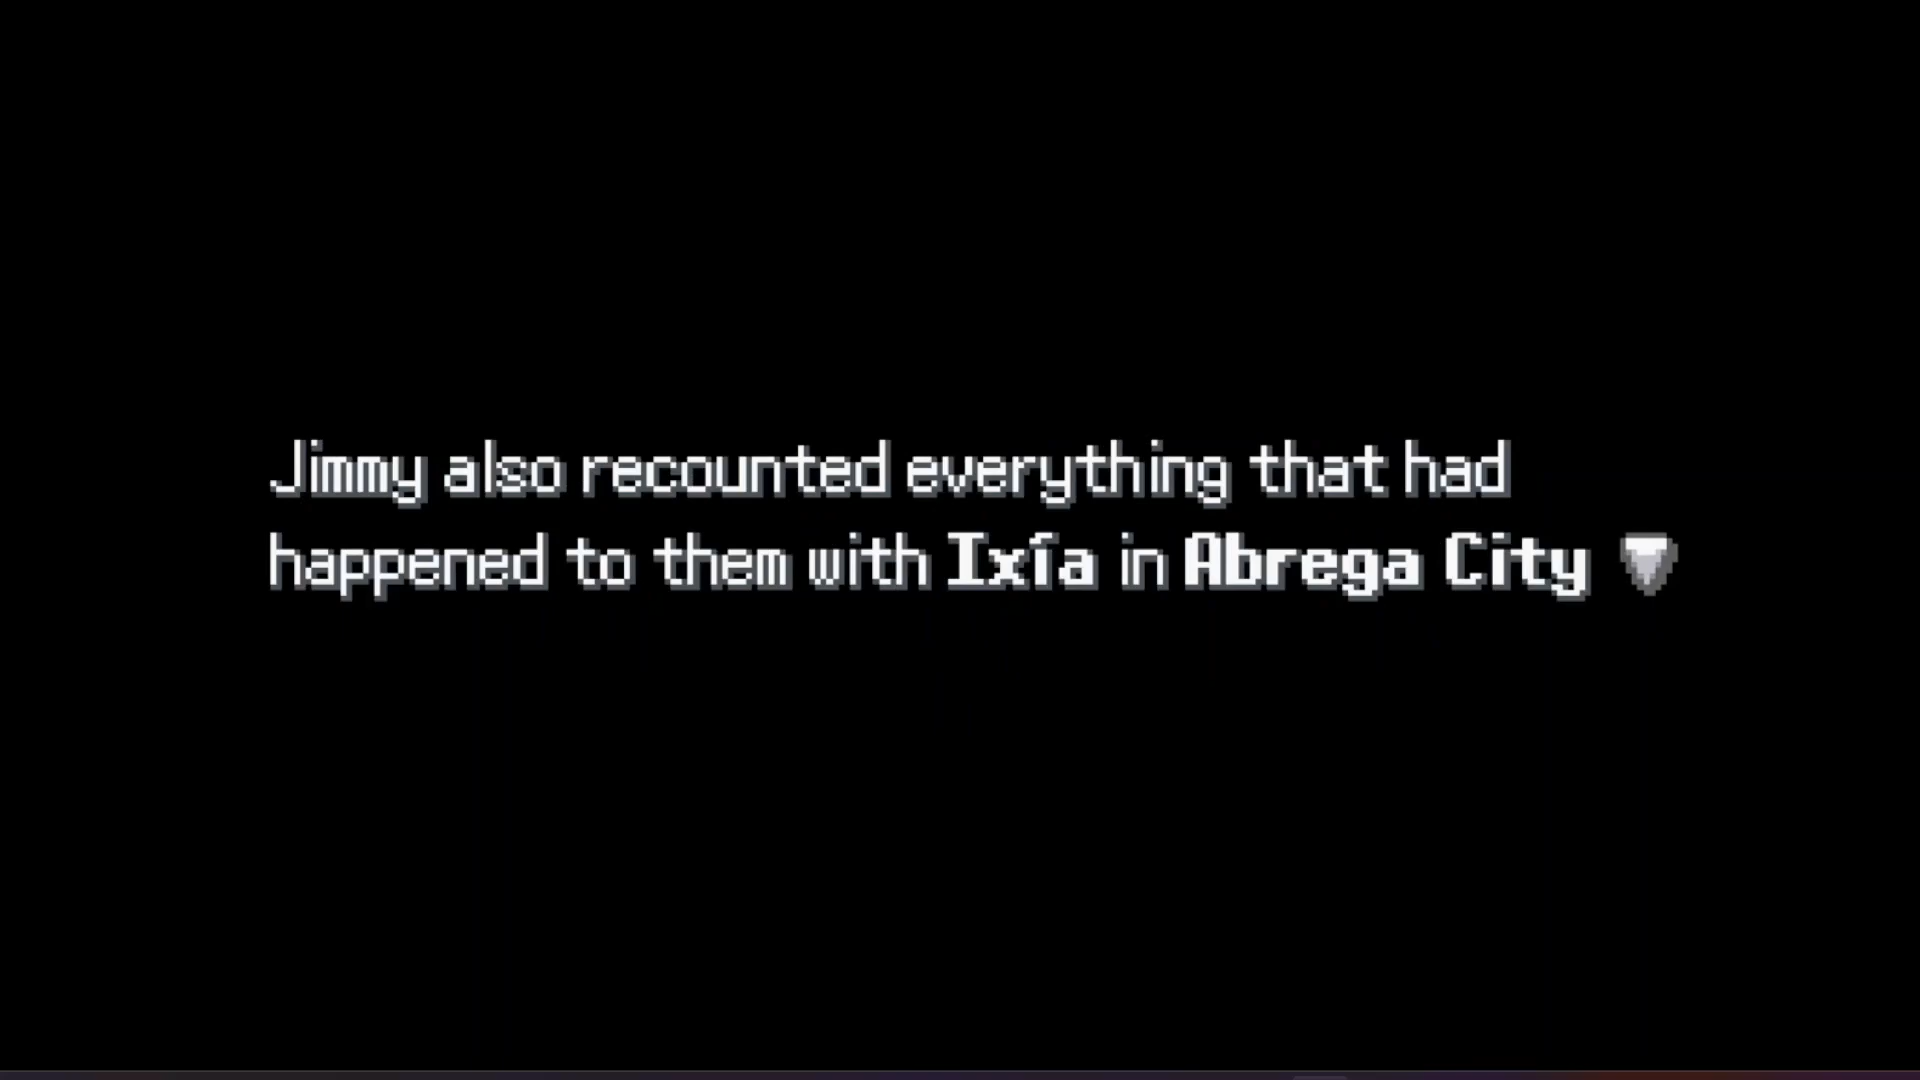 Jimmy also recounted everything that had
happened to them with Ixía in Abrega City